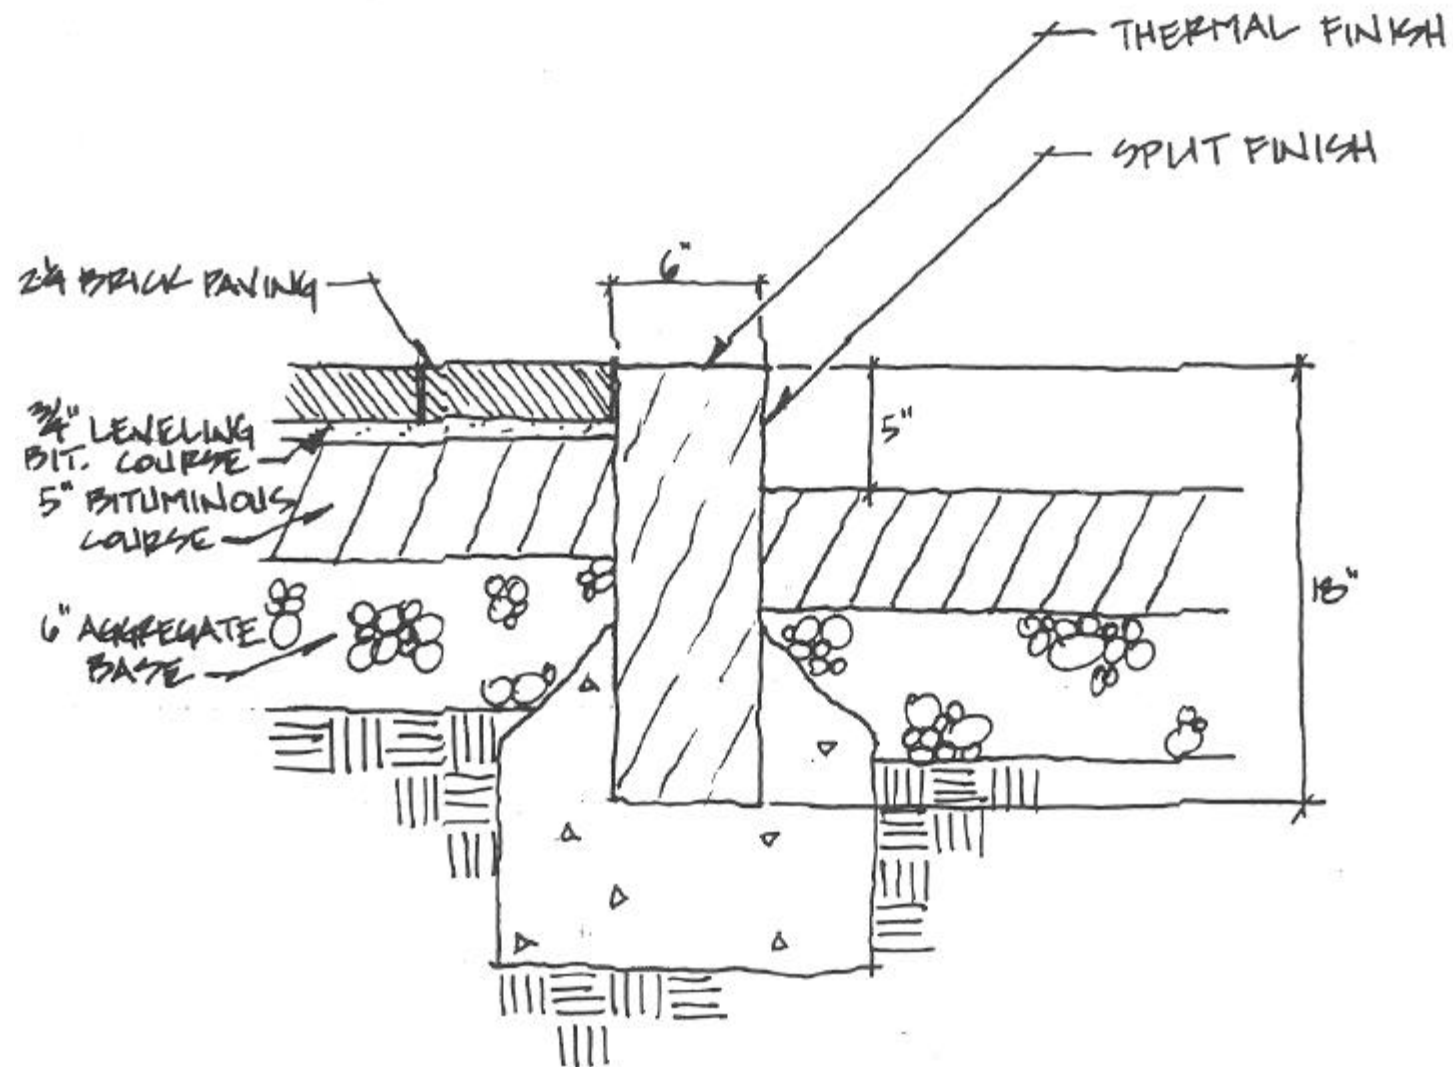 THERMAL FINISH
SPLIT FINISH
6"
2¼ BRICK PAVING
¾" LEVELING
BIT. COURSE
5" BITUMINOUS
COURSE
6" AGGREGATE
BASE
5"
18"